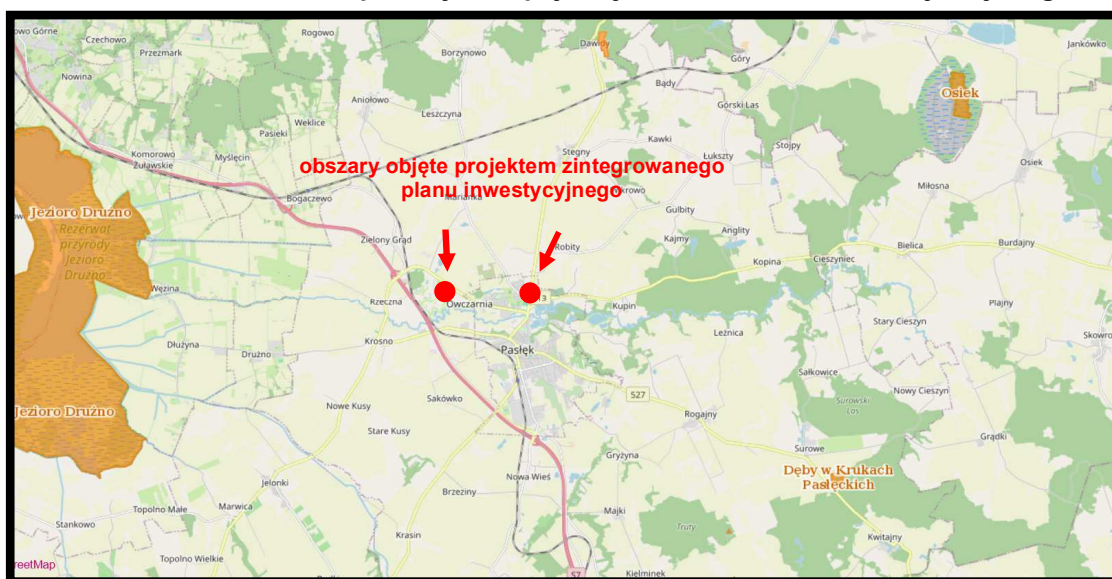 Czechowo
Rogowo
Przezmark
Borzynowo
Dawidy
Góry
Jankówko
Nowina
Bądy
Osiek
Aniołowo
Leszczyna
Górski Las
Weklice
Pasieki
Kawki
Stojpy
Komorowo
Żuławskie
Myślęcin
Stegny
Łukszty
Osiek
obszary objęte projektem zintegrowanego
planu inwestycyjnego
Miłosna
Bogaczewo
Marianka
Gulbity
Jezioro Drużno
Rezerwat
przyrody
Jezioro
Drużno
Zielony Grąd
Robity
Kajmy
Anglity
Bielica
Burdajny
Kopina
Cieszyniec
Węzina
Rzeczna
Owczarnia
Kupin
Plajny
Stary Cieszyn
Dłużyna
Drużno
Krosno
Pasłęk
Leżnica
Sałkowice
Nowy Cieszyn
Jezioro Drużno
Nowe Kusy
Sakówko
527
Rogajny
Surowski
Las
Stare Kusy
Grądki
Surowe
Gryżyna
Dęby w Krukach
Pasłęckich
Jelonki
Nowa Wieś
Brzeziny
Topolno Małe
Marwica
Majki
Stankowo
Krasin
Truty
Kwitajny
Topolno Wielkie
reetMap
S7
Kielminek